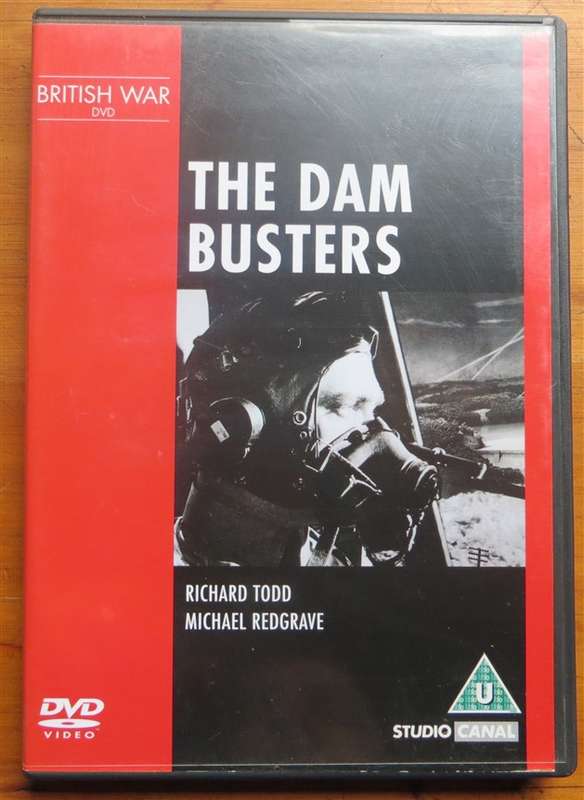 BRITISH WAR
DVD
THE DAM
BUSTERS
RICHARD TODD
MICHAEL REDGRAVE
DVD
VIDEO
U
STUDIO CANAL